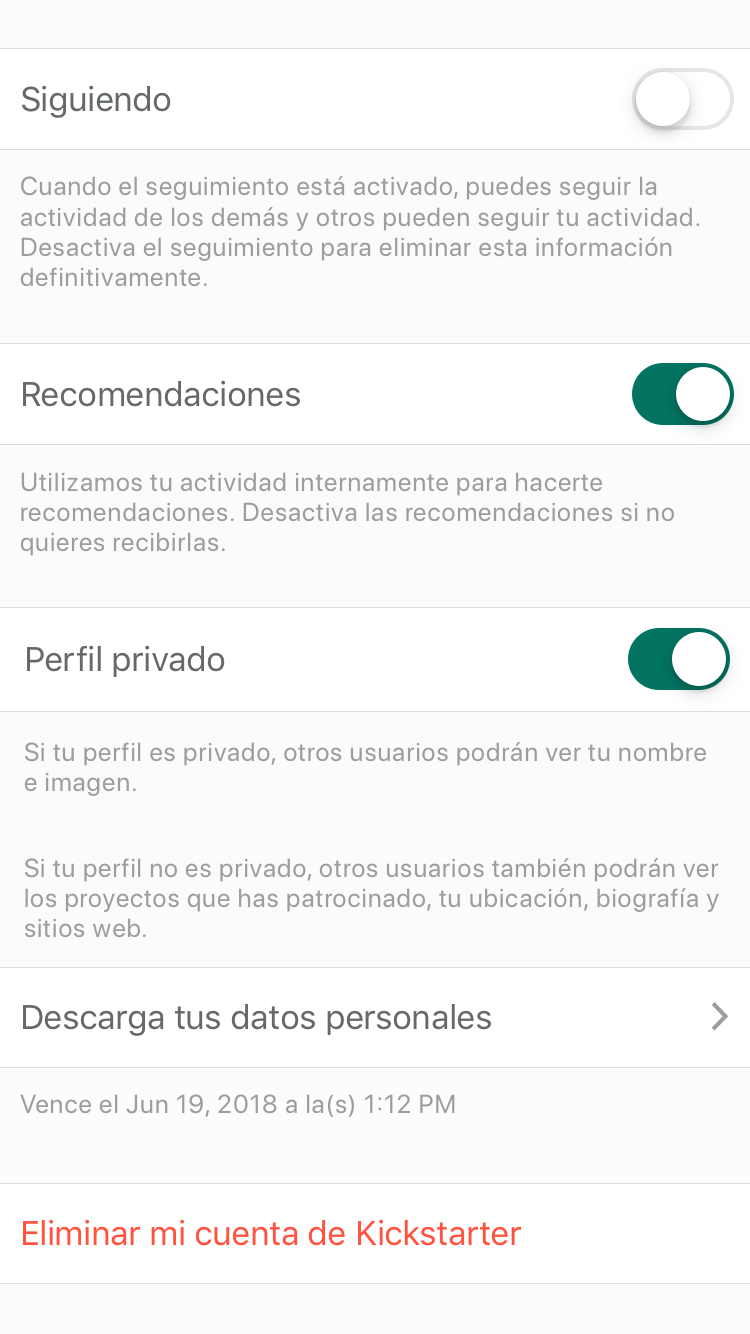 Siguiendo
Cuando el seguimiento está activado, puedes seguir la
actividad de los demás y otros pueden seguir tu actividad.
Desactiva el seguimiento para eliminar esta información
definitivamente.
Recomendaciones
Utilizamos tu actividad internamente para hacerte
recomendaciones. Desactiva las recomendaciones si no
quieres recibirlas.
Perfil privado
Si tu perfil es privado, otros usuarios podrán ver tu nombre
e imagen.
Si tu perfil no es privado, otros usuarios también podrán ver
los proyectos que has patrocinado, tu ubicación, biografía y
sitios web.
Descarga tus datos personales
Vence el Jun 19, 2018 a la(s) 1:12 PM
Eliminar mi cuenta de Kickstarter